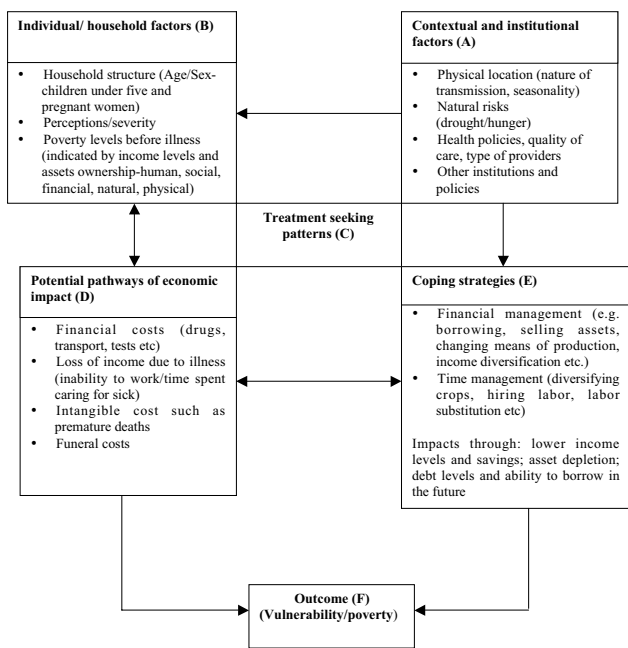 Individual/ household factors (B)
• Household structure (Age/Sex-
children under five and
pregnant women)
• Perceptions/severity
• Poverty levels before illness
(indicated by income levels and
assets ownership-human, social,
financial, natural, physical)
Contextual and institutional
factors (A)
• Physical location (nature of
transmission, seasonality)
• Natural risks
(drought/hunger)
• Health policies, quality of
care, type of providers
• Other institutions and
policies
Treatment seeking
patterns (C)
Potential pathways of economic
impact (D)
• Financial costs (drugs,
transport, tests etc)
• Loss of income due to illness
(inability to work/time spent
caring for sick)
• Intangible cost such as
premature deaths
• Funeral costs
Coping strategies (E)
• Financial management (e.g.
borrowing, selling assets,
changing means of production,
income diversification etc.)
• Time management (diversifying
crops, hiring labor, labor
substitution etc)
Impacts through: lower income
levels and savings; asset depletion;
debt levels and ability to borrow in
the future
Outcome (F)
(Vulnerability/poverty)